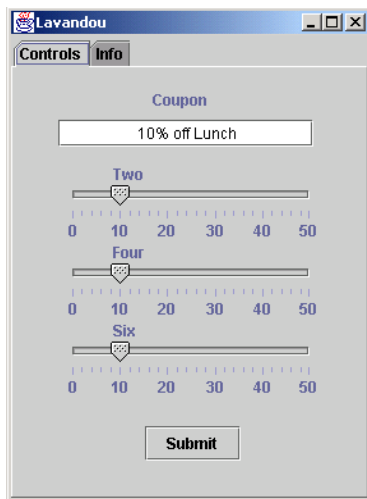 Lavandou
Controls Info
Coupon
10% off Lunch
Two
0 10 20 30 40 50
Four
0 10 20 30 40 50
Six
0 10 20 30 40 50
Submit